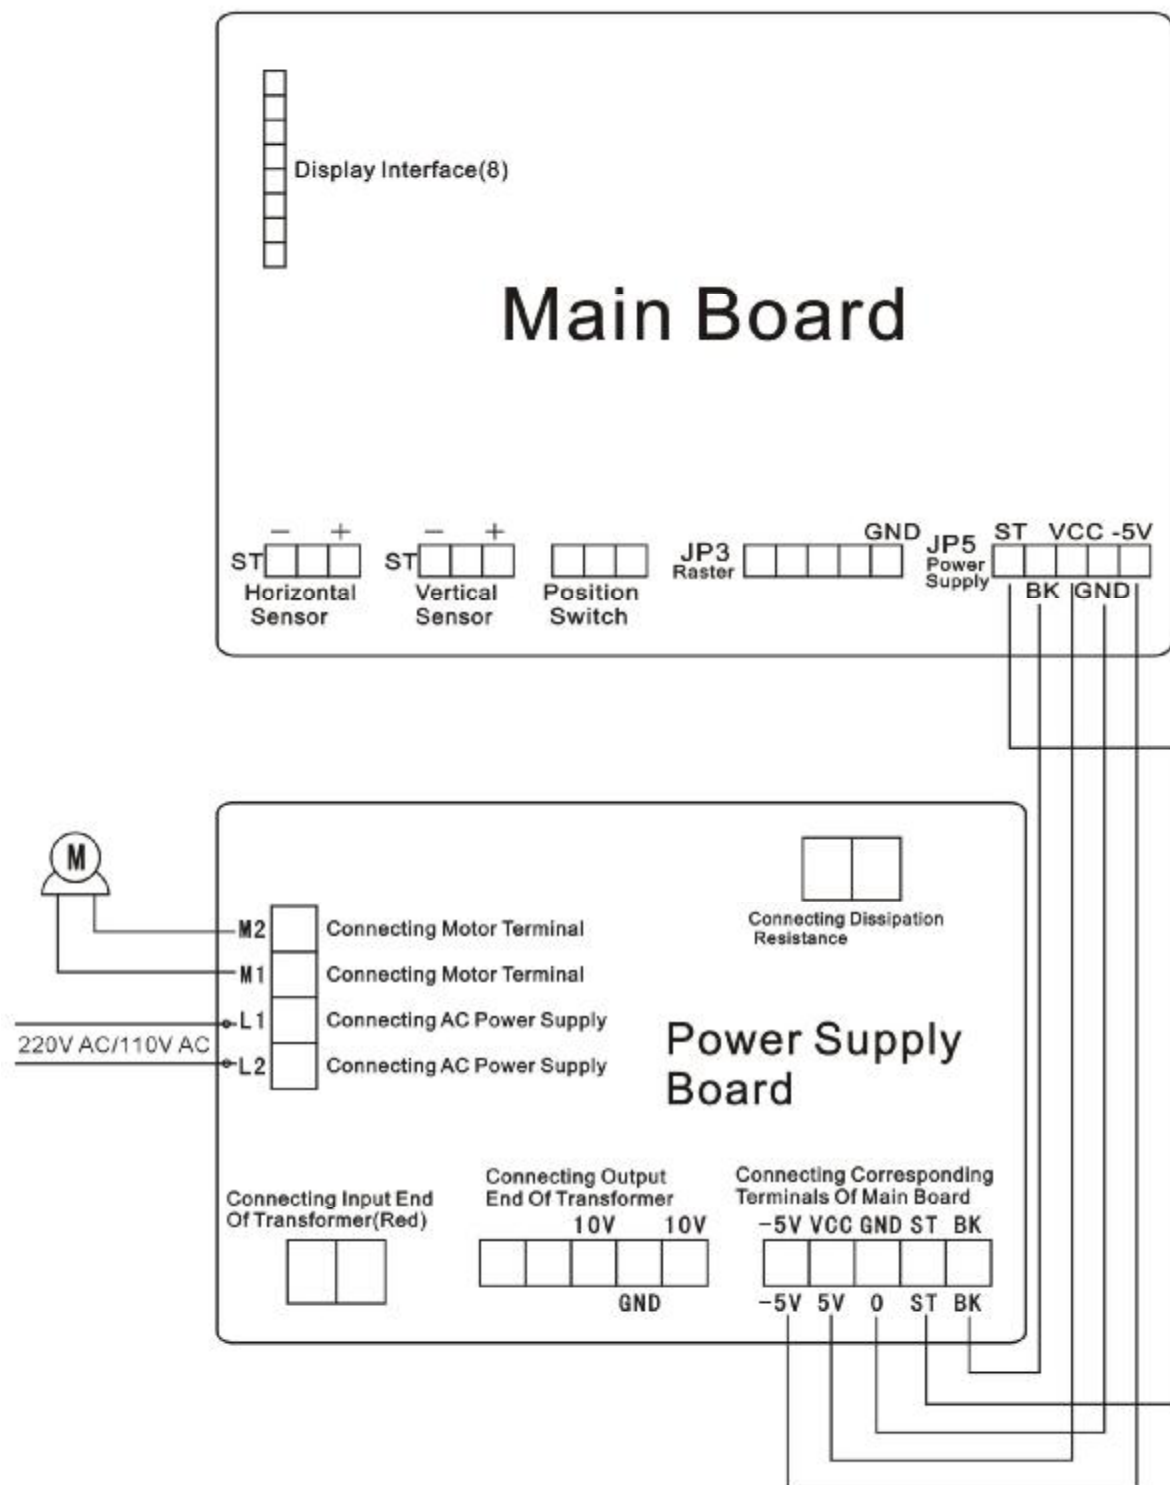 Display Interface(8)
Main Board
− +
ST
Horizontal
Sensor
− +
ST
Vertical
Sensor
Position
Switch
GND
JP3
Raster
JP5
Power
Supply
ST VCC -5V
BK GND
M
M2 Connecting Motor Terminal
M1 Connecting Motor Terminal
L1 Connecting AC Power Supply
L2 Connecting AC Power Supply
220V AC/110V AC
Connecting Dissipation
Resistance
Power Supply
Board
Connecting Input End
Of Transformer(Red)
Connecting Output
End Of Transformer
10V 10V
GND
Connecting Corresponding
Terminals Of Main Board
-5V VCC GND ST BK
-5V 5V 0 ST BK